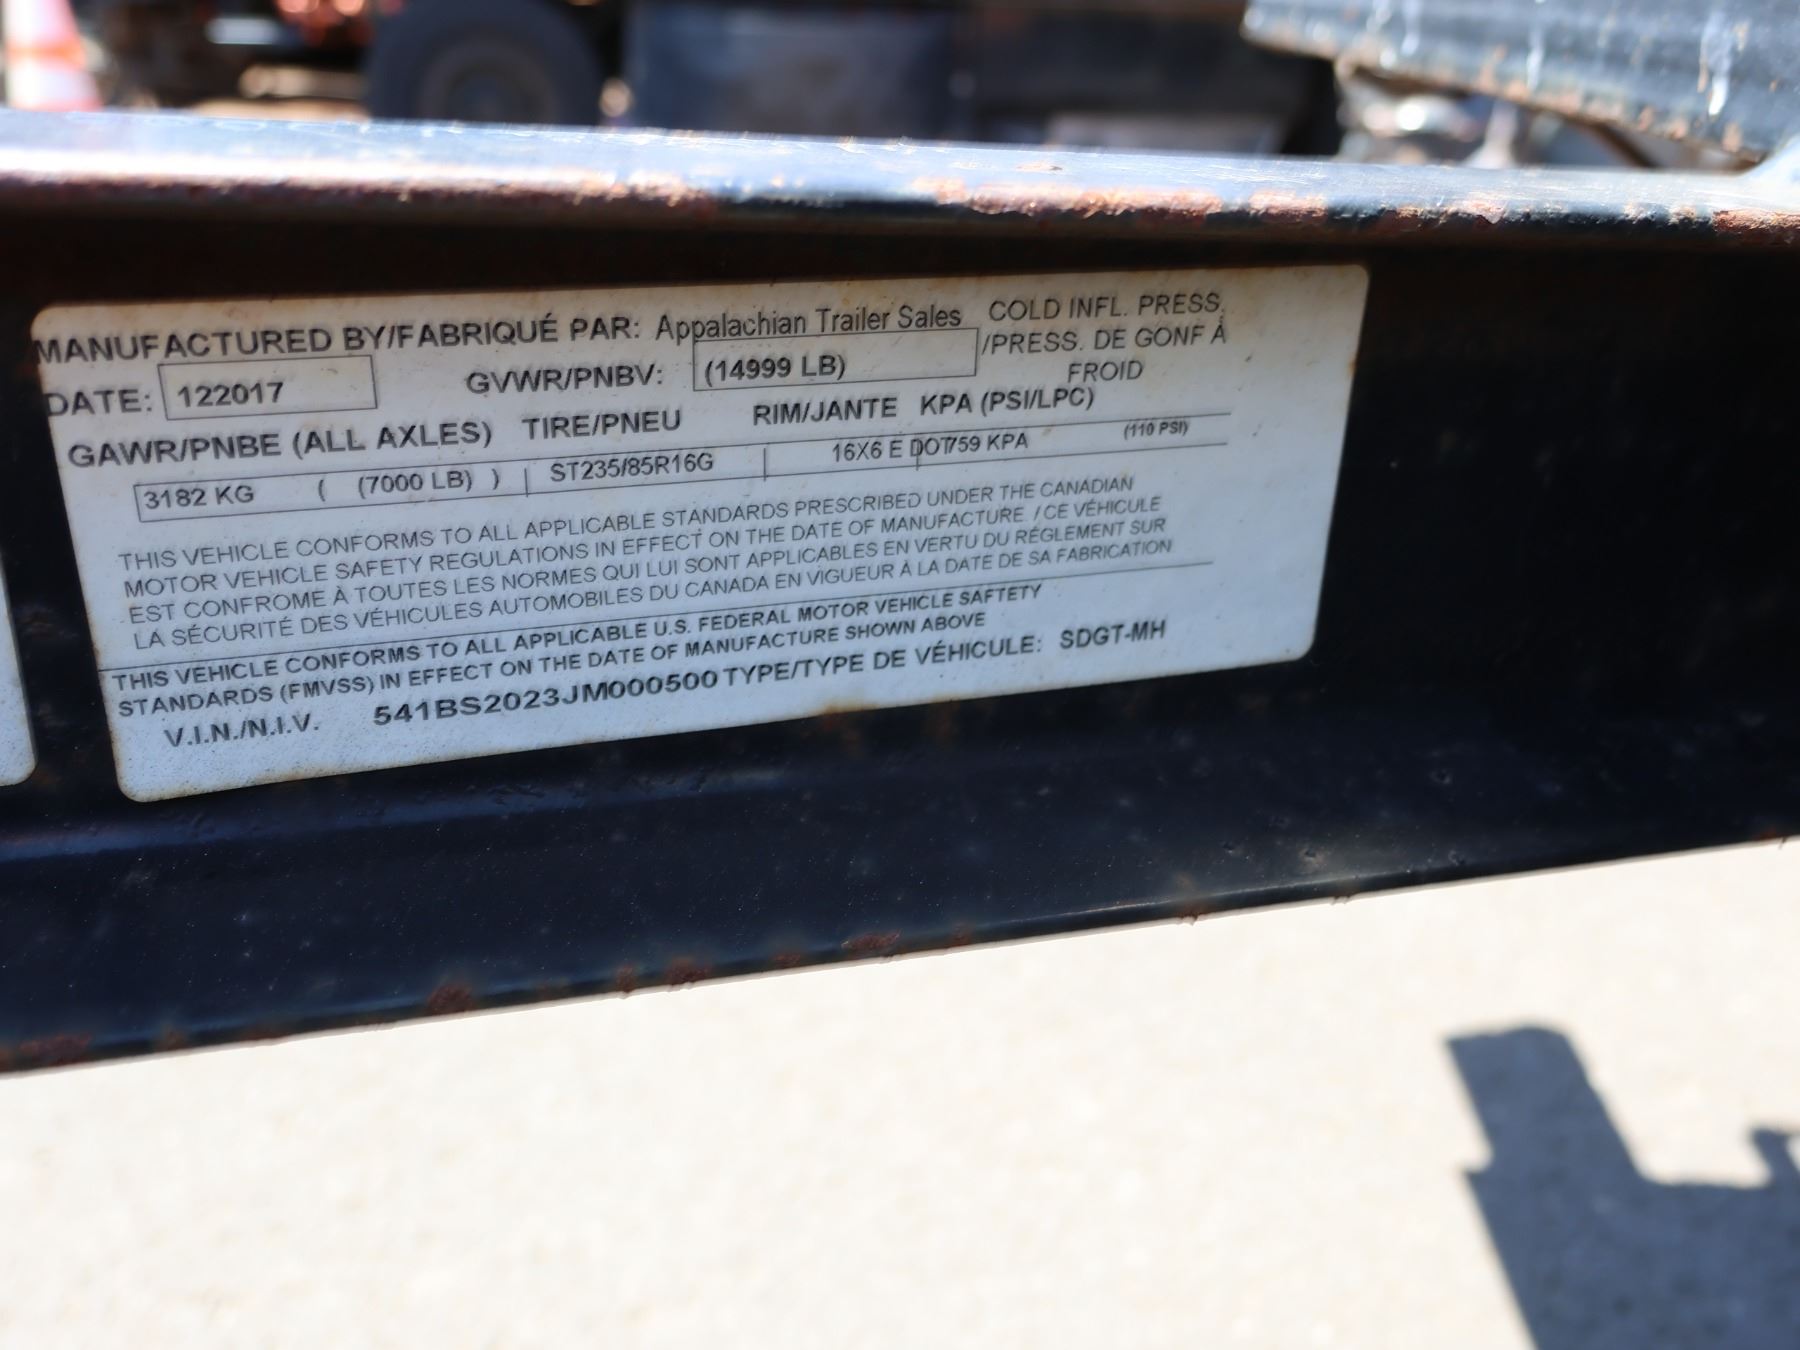 MANUFACTURED BY/FABRIQUÉ PAR: Appalachian Trailer Sales
COLD INFL. PRESS.
/PRESS. DE GONF À
FROID
DATE: 122017 GVWR/PNBV: (14999 LB)
GAWR/PNBE (ALL AXLES) TIRE/PNEU RIM/JANTE KPA (PSI/LPC)
3182 KG ( (7000 LB) ) ST235/85R16G 16X6 E DOT 759 KPA (110 PSI)
THIS VEHICLE CONFORMS TO ALL APPLICABLE STANDARDS PRESCRIBED UNDER THE CANADIAN
MOTOR VEHICLE SAFETY REGULATIONS IN EFFECT ON THE DATE OF MANUFACTURE. / CE VÉHICULE
EST CONFROME À TOUTES LES NORMES QUI LUI SONT APPLICABLES EN VERTU DU RÉGLEMENT SUR
LA SÉCURITÉ DES VÉHICULES AUTOMOBILES DU CANADA EN VIGUEUR À LA DATE DE SA FABRICATION
THIS VEHICLE CONFORMS TO ALL APPLICABLE U.S. FEDERAL MOTOR VEHICLE SAFTETY
STANDARDS (FMVSS) IN EFFECT ON THE DATE OF MANUFACTURE SHOWN ABOVE
V.I.N./N.I.V. 541BS2023JM000500 TYPE/TYPE DE VÉHICULE: SDGT-MH